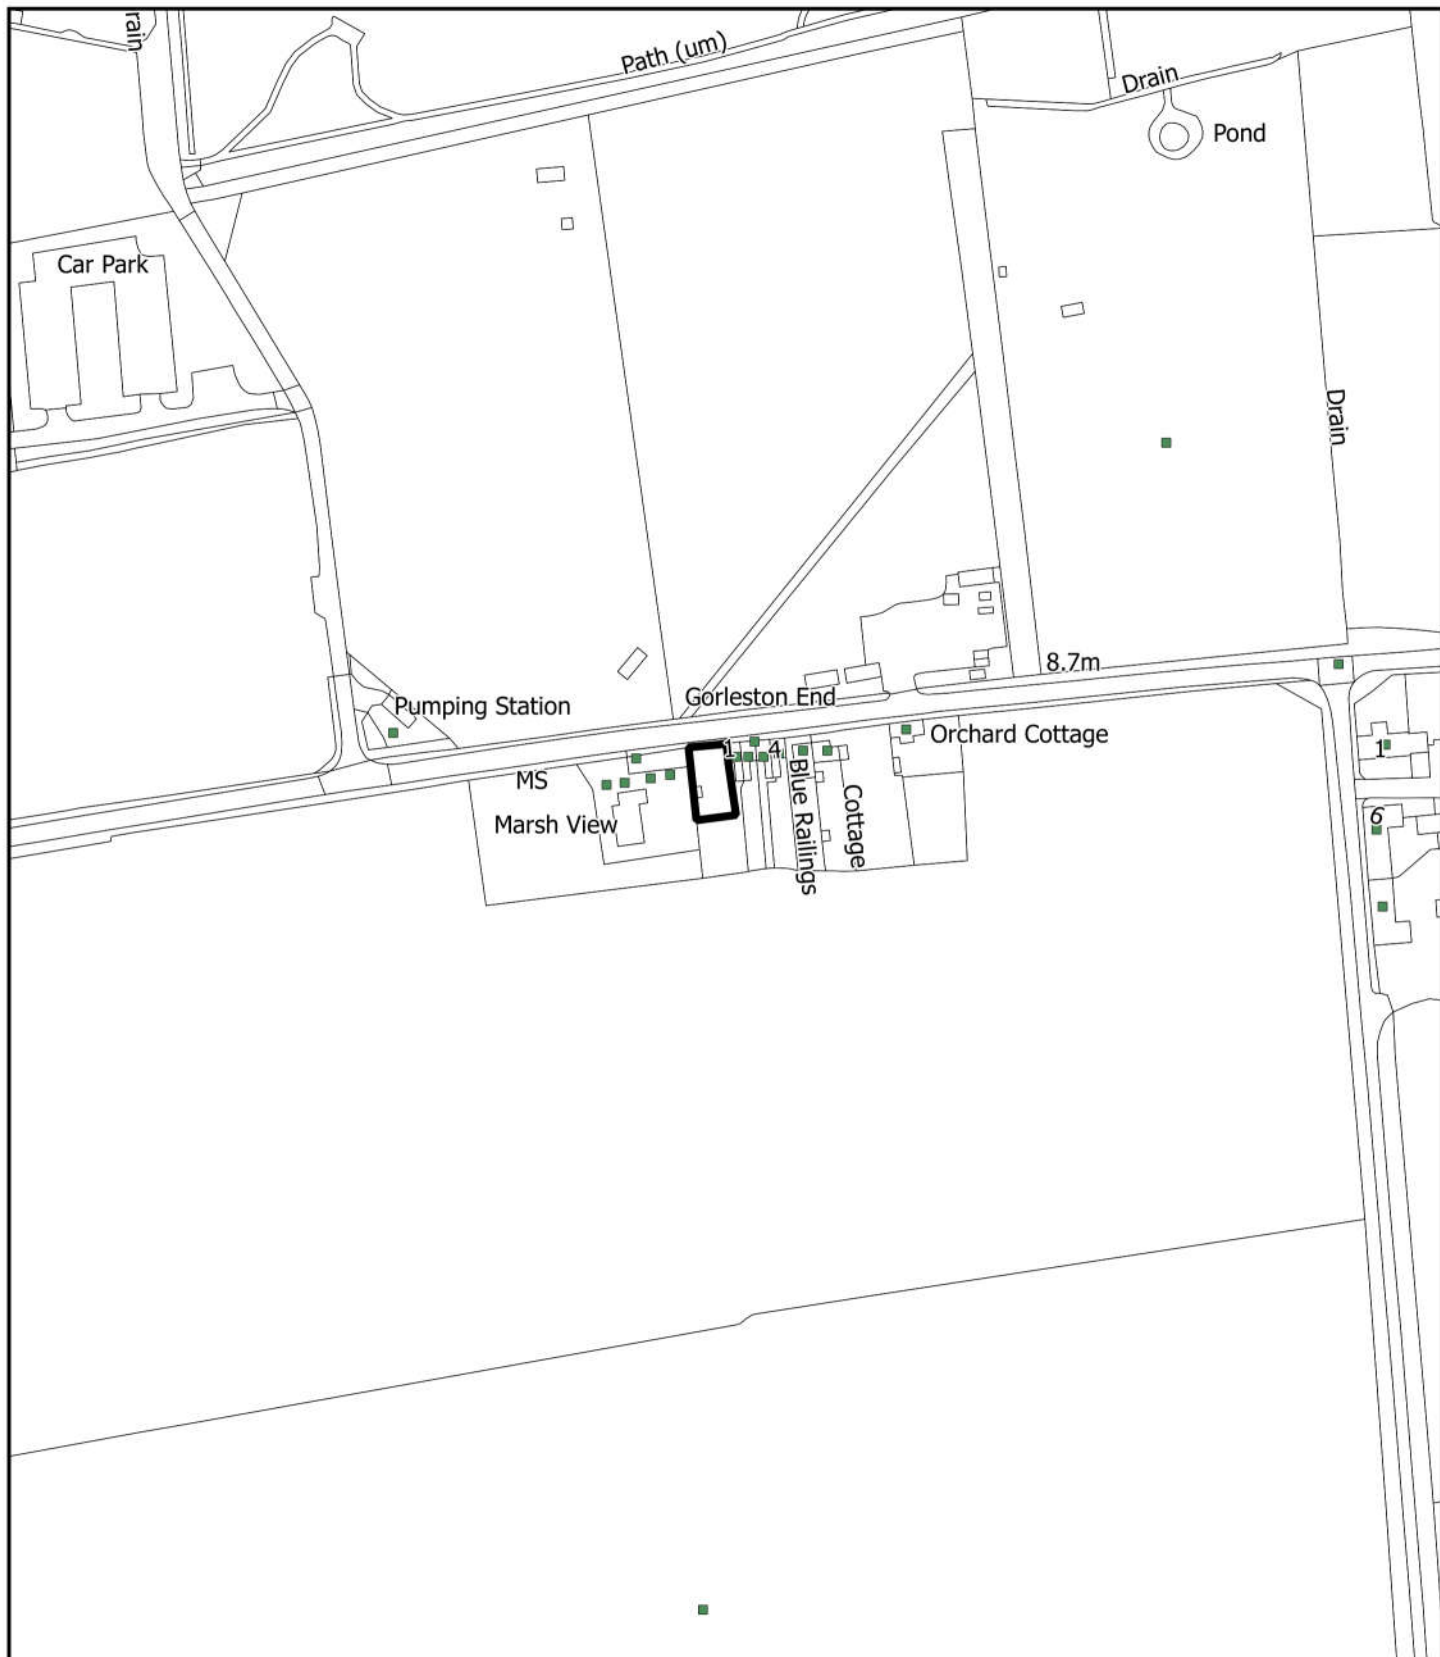 rain
Path (um)
Drain
Pond
Car Park
Drain
8.7m
Gorleston End
Pumping Station
Orchard Cottage
1
4
1
MS
Blue Railings
Cottage
Marsh View
6